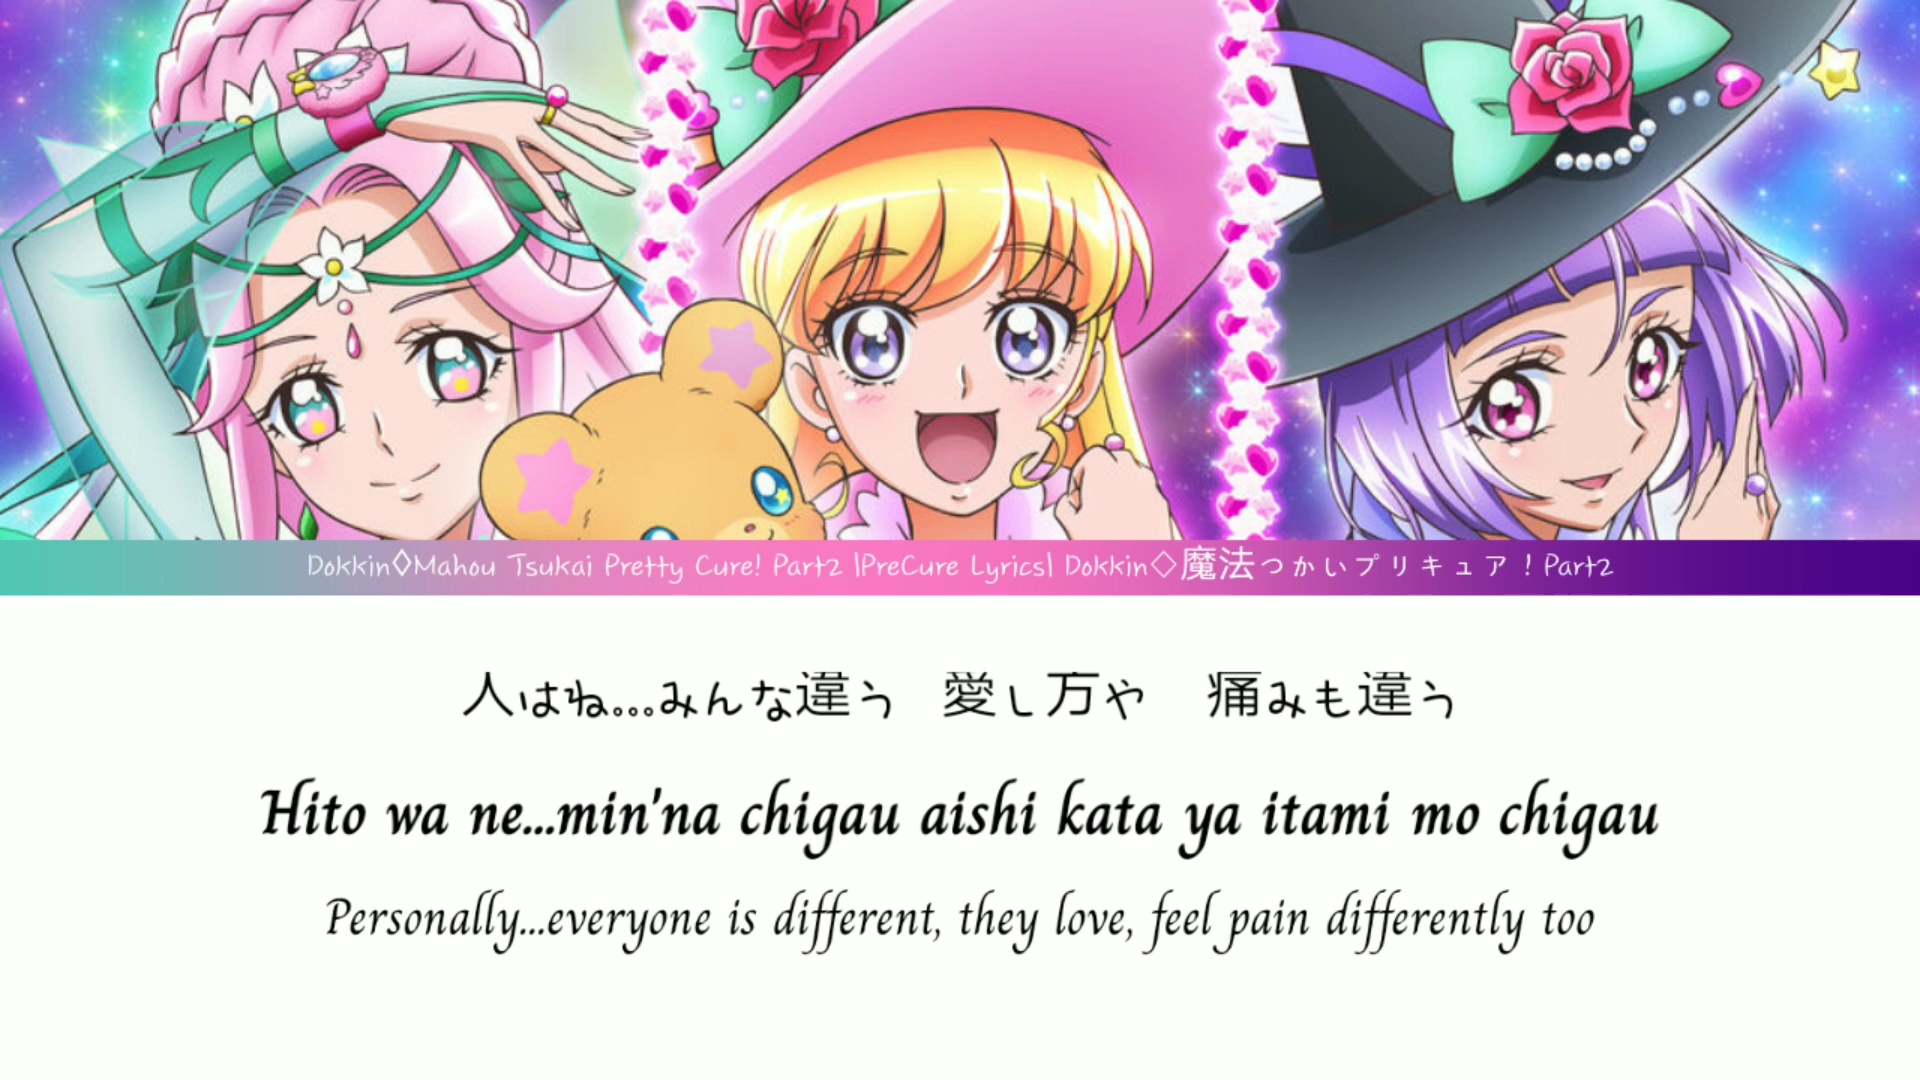 Dokkin◇Mahou Tsukai Pretty Cure! Part2 |PreCure Lyrics| Dokkin◇魔法つかいプリキュア！Part2
人はね...みんな違う 愛し方や 痛みも違う
Hito wa ne...min'na chigau aishi kata ya itami mo chigau
Personally...everyone is different, they love, feel pain differently too